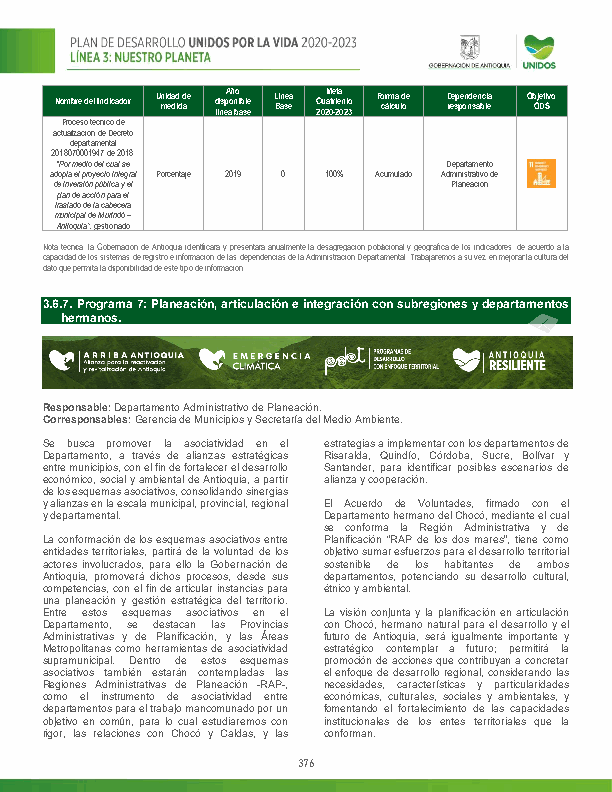 PLAN DE DESARROLLO UNIDOS POR LA VIDA 2020-2023
LÍNEA 3: NUESTRO PLANETA
GOBERNACIÓN DE ANTIOQUIA
UNIDOS
Nombre del Indicador
Unidad de
medida
Año
disponible
línea base
Línea
Base
Meta
Cuatrienio
2020-2023
Forma de
cálculo
Dependencia
responsable
Objetivo
ODS
Proceso técnico de
actualización de Decreto
departamental
2018070001947 de 2018
"Por medio del cual se
adopta el proyecto integral
de inversión pública y el
plan de acción para el
traslado de la cabecera
municipal de Murindó –
Antioquia". gestionado
Porcentaje
2019
0
100%
Acumulado
Departamento
Administrativo de
Planeación
11
Nota técnica: la Gobernación de Antioquia identificará y presentará anualmente la desagregación poblacional y geográfica de los indicadores de acuerdo a la
capacidad de los sistemas de registro e información de las dependencias de la Administración Departamental. Trabajaremos a su vez, en mejorar la cultura del
dato que permita la disponibilidad de este tipo de información
3.6.7. Programa 7: Planeación, articulación e integración con subregiones y departamentos
hermanos.
ARRIBA ANTIOQUIA
Alianza para la reactivación
y revitalización de Antioquia
EMERGENCIA
CLIMÁTICA
PROGRAMAS DE
DESARROLLO
CON ENFOQUE TERRITORIAL
ANTIOQUIA
RESILIENTE
Responsable: Departamento Administrativo de Planeación.
Corresponsables: Gerencia de Municipios y Secretaría del Medio Ambiente.
Se busca promover la asociatividad en el
Departamento, a través de alianzas estratégicas
entre municipios, con el fin de fortalecer el desarrollo
económico, social y ambiental de Antioquia, a partir
de los esquemas asociativos, consolidando sinergias
y alianzas en la escala municipal, provincial, regional
y departamental.
La conformación de los esquemas asociativos entre
entidades territoriales, partirá de la voluntad de los
actores involucrados, para ello la Gobernación de
Antioquia, promoverá dichos procesos, desde sus
competencias, con el fin de articular instancias para
una planeación y gestión estratégica del territorio.
Entre estos esquemas asociativos en el
Departamento, se destacan las Provincias
Administrativas y de Planificación, y las Áreas
Metropolitanas como herramientas de asociatividad
supramunicipal. Dentro de estos esquemas
asociativos también estarán contempladas las
Regiones Administrativas de Planeación -RAP-,
como el instrumento de asociatividad entre
departamentos para el trabajo mancomunado por un
objetivo en común, para lo cual estudiaremos con
rigor, las relaciones con Chocó y Caldas, y las
estrategias a implementar con los departamentos de
Risaralda, Quindío, Córdoba, Sucre, Bolívar y
Santander, para identificar posibles escenarios de
alianza y cooperación.
El Acuerdo de Voluntades, firmado con el
Departamento hermano del Chocó, mediante el cual
se conforma la Región Administrativa y de
Planificación "RAP de los dos mares", tiene como
objetivo sumar esfuerzos para el desarrollo territorial
sostenible de los habitantes de ambos
departamentos, potenciando su desarrollo cultural,
étnico y ambiental.
La visión conjunta y la planificación en articulación
con Chocó, hermano natural para el desarrollo y el
futuro de Antioquia, será igualmente importante y
estratégico contemplar a futuro; permitirá la
promoción de acciones que contribuyan a concretar
el enfoque de desarrollo regional, considerando las
necesidades, características y particularidades
económicas, culturales, sociales y ambientales, y
fomentando el fortalecimiento de las capacidades
institucionales de los entes territoriales que la
conforman.
376